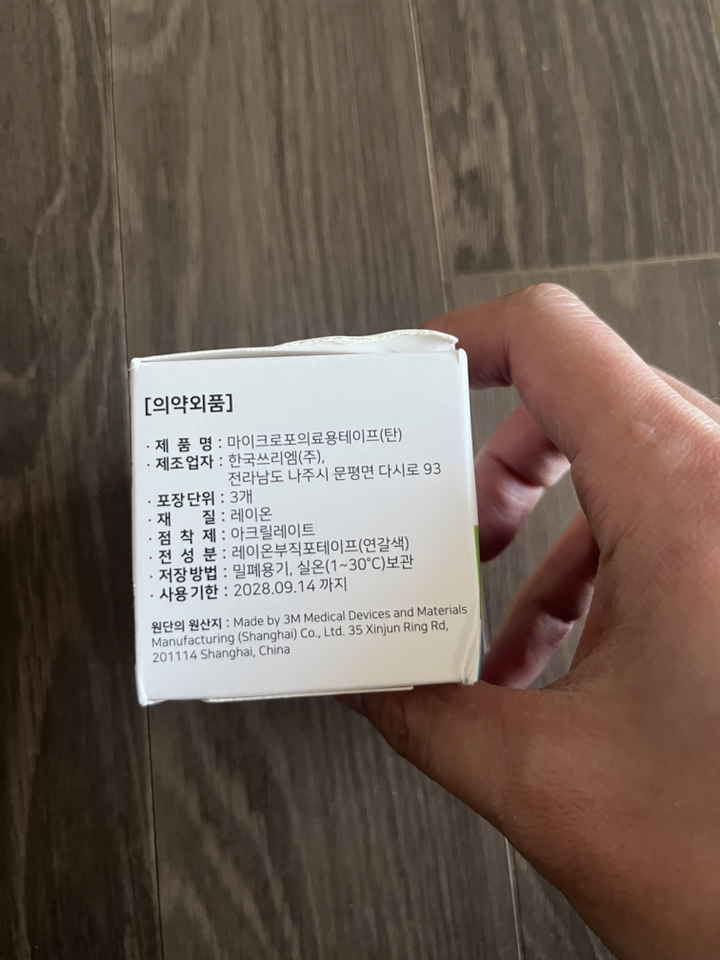 [의약외품]
· 제 품 명 : 마이크로포의료용테이프(탄)
· 제조업자 : 한국쓰리엠(주),
전라남도 나주시 문평면 다시로 93
· 포장단위 : 3개
· 재 질 : 레이온
· 점 착 제 : 아크릴레이트
· 전 성 분 : 레이온부직포테이프(연갈색)
· 저장방법 : 밀폐용기, 실온(1~30°C)보관
· 사용기한 : 2028.09.14 까지
원단의 원산지 : Made by 3M Medical Devices and Materials
Manufacturing (Shanghai) Co., Ltd. 35 Xinjun Ring Rd,
201114 Shanghai, China